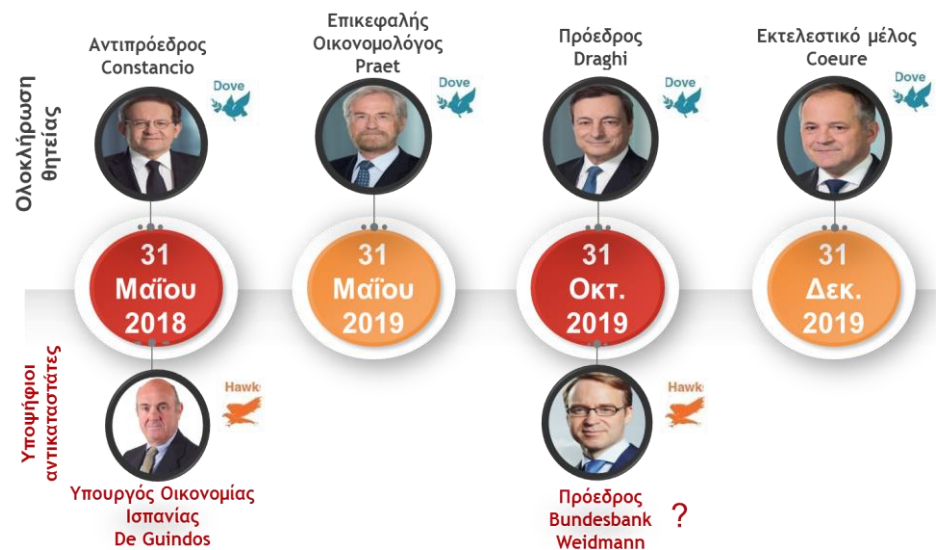 Ολοκλήρωση
θητείας
Αντιπρόεδρος
Constancio
Dove
Επικεφαλής
Οικονομολόγος
Praet
Dove
Πρόεδρος
Draghi
Dove
Εκτελεστικό μέλος
Coeure
Dove
31
Μαΐου
2018
31
Μαΐου
2019
31
Οκτ.
2019
31
Δεκ.
2019
Υποψήφιοι
αντικαταστάτες
Hawk
Υπουργός Οικονομίας
Ισπανίας
De Guindos
Hawk
Πρόεδρος
Bundesbank ?
Weidmann